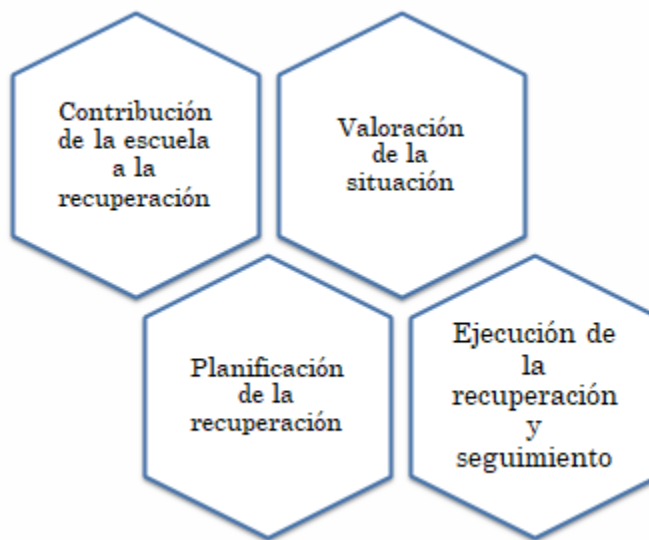 Contribución
de la escuela
a la
recuperación
Valoración
de la
situación
Planificación
de la
recuperación
Ejecución de
la
recuperación
y
seguimiento